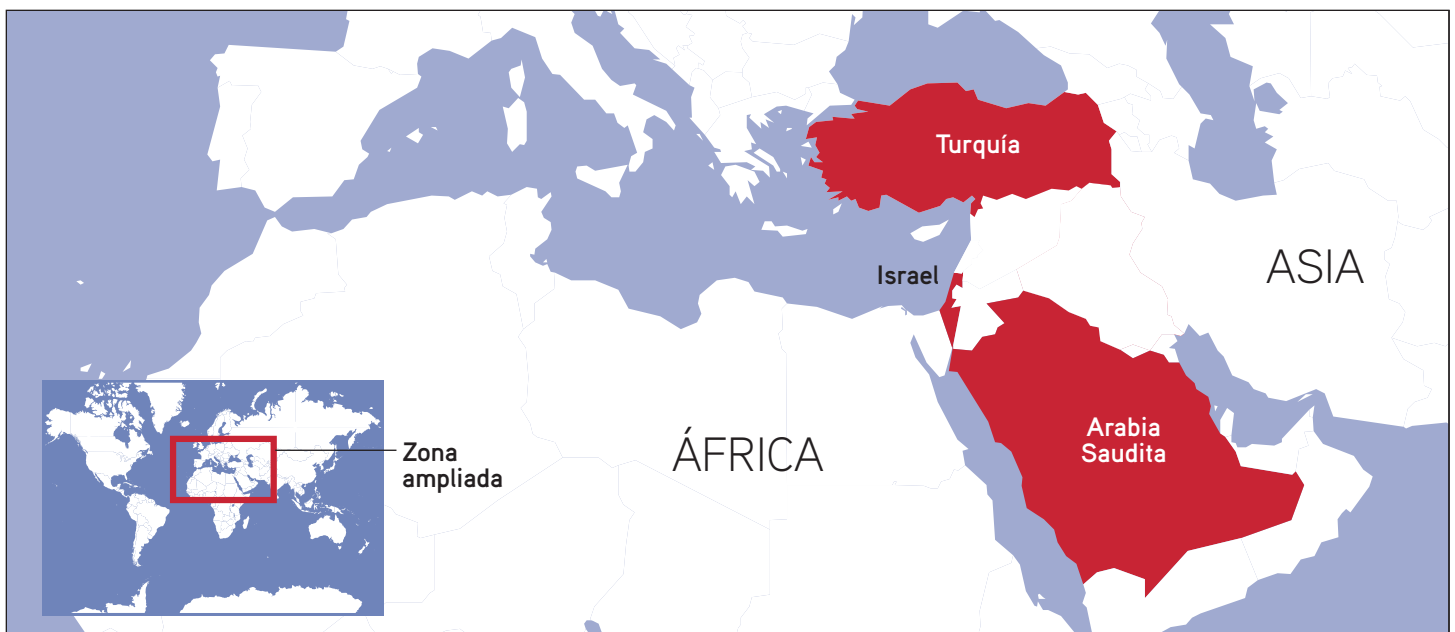 Turquía
Israel
ASIA
Arabia
Saudita
ÁFRICA
Zona
ampliada